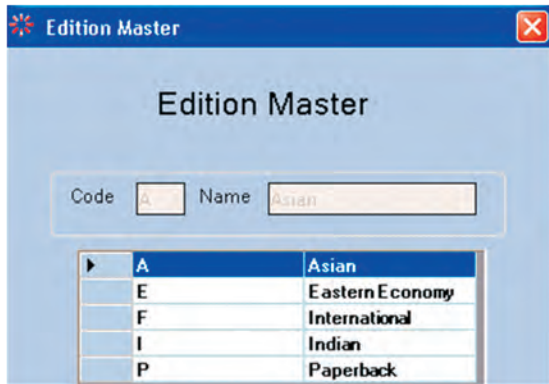 Edition Master
Edition Master
Code A Name Asian
A Asian
E Eastern Economy
F International
I Indian
P Paperback